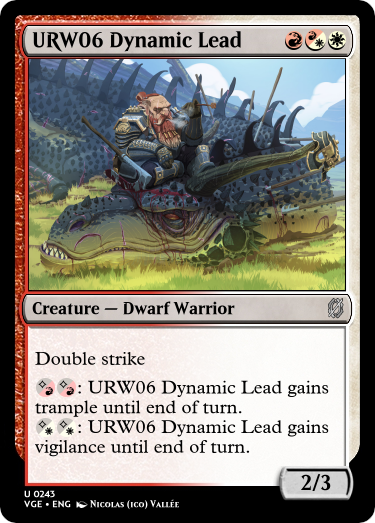 URW06 Dynamic Lead
Creature — Dwarf Warrior
Double strike
: URW06 Dynamic Lead gains
trample until end of turn.
: URW06 Dynamic Lead gains
vigilance until end of turn.
2/3
U 0243
VGE • ENG Nicolas (ico) Vallée